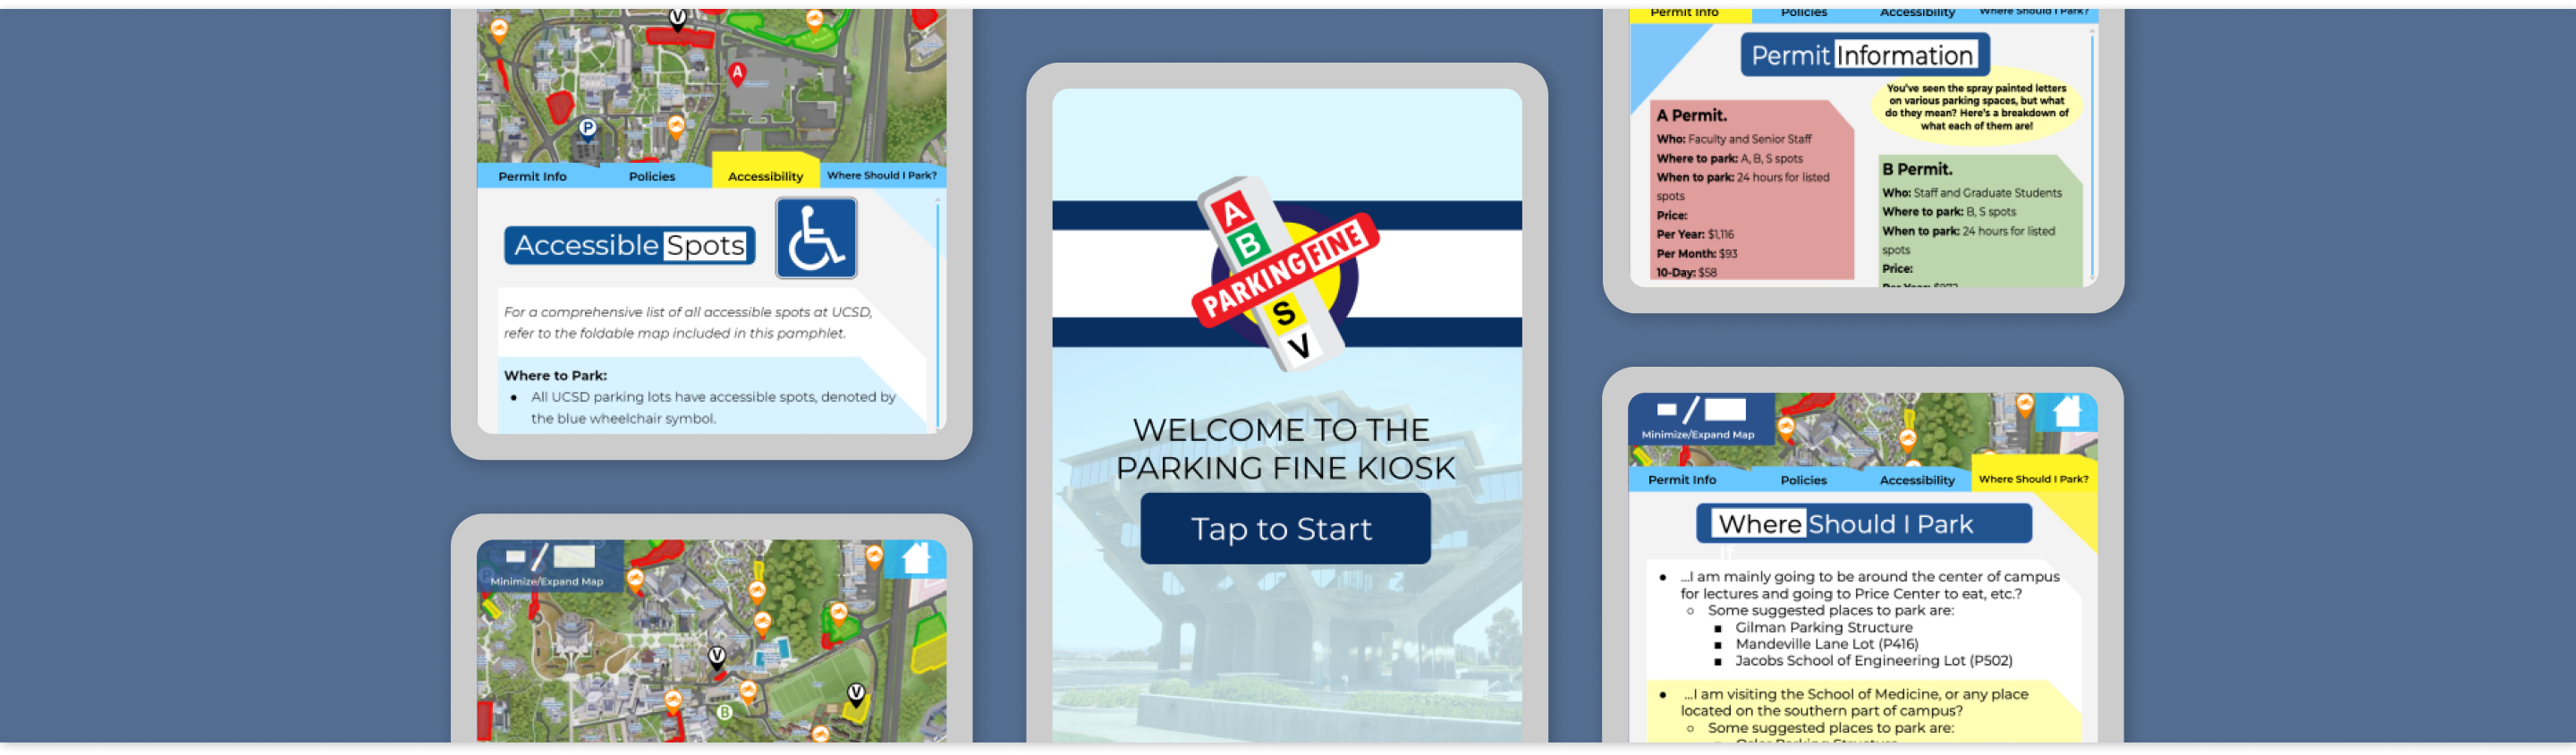 V
A
P
Permit Info
Policies
Accessibility
Where Should I Park?
Accessible Spots
For a comprehensive list of all accessible spots at UCSD,
refer to the foldable map included in this pamphlet.
Where to Park:
● All UCSD parking lots have accessible spots, denoted by
the blue wheelchair symbol.
Minimize/Expand Map
V
V
B
A
B
PARKING FINE
S
V
WELCOME TO THE
PARKING FINE KIOSK
Tap to Start
Permit Info
Policies
Accessibility
Where Should I Park?
Permit Information
You've seen the spray painted letters
on various parking spaces, but what
do they mean? Here's a breakdown of
what each of them are!
A Permit.
Who: Faculty and Senior Staff
Where to park: A, B, S spots
When to park: 24 hours for listed
spots
Price:
Per Year: $1,116
Per Month: $93
10-Day: $58
B Permit.
Who: Staff and Graduate Students
Where to park: B, S spots
When to park: 24 hours for listed
spots
Price:
Minimize/Expand Map
Permit Info
Policies
Accessibility
Where Should I Park?
Where Should I Park
If
● ...I am mainly going to be around the center of campus
for lectures and going to Price Center to eat, etc.?
○ Some suggested places to park are:
■ Gilman Parking Structure
■ Mandeville Lane Lot (P416)
■ Jacobs School of Engineering Lot (P502)
● ...I am visiting the School of Medicine, or any place
located on the southern part of campus?
○ Some suggested places to park are: